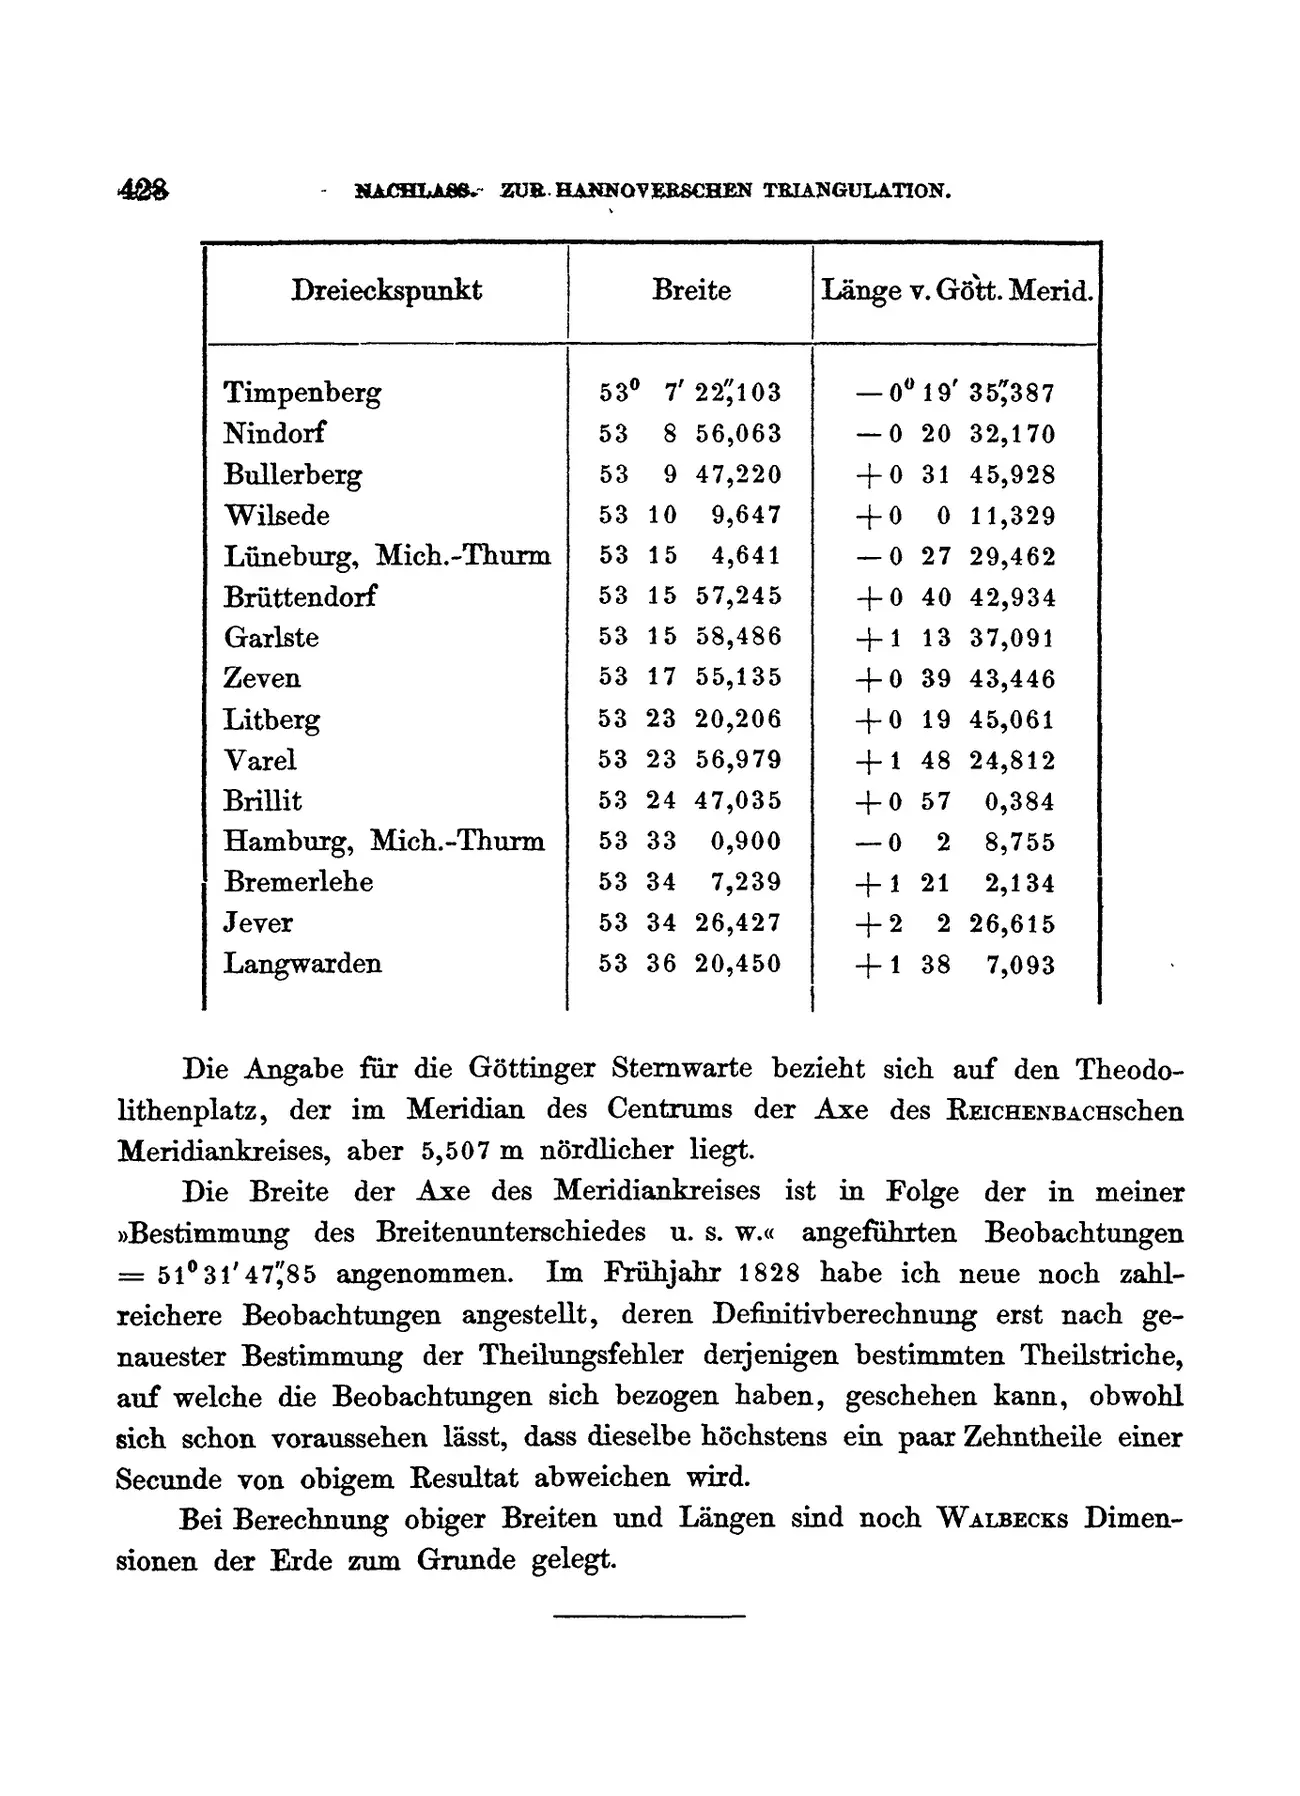 428 NACHLASS. ZUR HANNOVERSCHEN TRIANGULATION.
Dreieckspunkt Breite Länge v. Gött. Merid.
Timpenberg 53° 7′ 22″,103 — 0° 19′ 35″,387
Nindorf 53 8 56,063 — 0 20 32,170
Bullerberg 53 9 47,220 + 0 31 45,928
Wilsede 53 10 9,647 + 0 0 11,329
Lüneburg, Mich.-Thurm 53 15 4,641 — 0 27 29,462
Brüttendorf 53 15 57,245 + 0 40 42,934
Garlste 53 15 58,486 + 1 13 37,091
Zeven 53 17 55,135 + 0 39 43,446
Litberg 53 23 20,206 + 0 19 45,061
Varel 53 23 56,979 + 1 48 24,812
Brillit 53 24 47,035 + 0 57 0,384
Hamburg, Mich.-Thurm 53 33 0,900 — 0 2 8,755
Bremerlehe 53 34 7,239 + 1 21 2,134
Jever 53 34 26,427 + 2 2 26,615
Langwarden 53 36 20,450 + 1 38 7,093
Die Angabe für die Göttinger Sternwarte bezieht sich auf den Theodo-
lithenplatz, der im Meridian des Centrums der Axe des REICHENBACHschen
Meridiankreises, aber 5,507 m nördlicher liegt.
Die Breite der Axe des Meridiankreises ist in Folge der in meiner
»Bestimmung des Breitenunterschiedes u. s. w.« angeführten Beobachtungen
= 51° 31′ 47″,85 angenommen. Im Frühjahr 1828 habe ich neue noch zahl-
reichere Beobachtungen angestellt, deren Definitivberechnung erst nach ge-
nauester Bestimmung der Theilungsfehler derjenigen bestimmten Theilstriche,
auf welche die Beobachtungen sich bezogen haben, geschehen kann, obwohl
sich schon voraussehen lässt, dass dieselbe höchstens ein paar Zehntheile einer
Secunde von obigem Resultat abweichen wird.
Bei Berechnung obiger Breiten und Längen sind noch WALBECKS Dimen-
sionen der Erde zum Grunde gelegt.